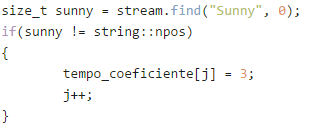 size_t sunny = stream.find("Sunny", 0);
if(sunny != string::npos)
{
        tempo_coeficiente[j] = 3;
        j++;
}